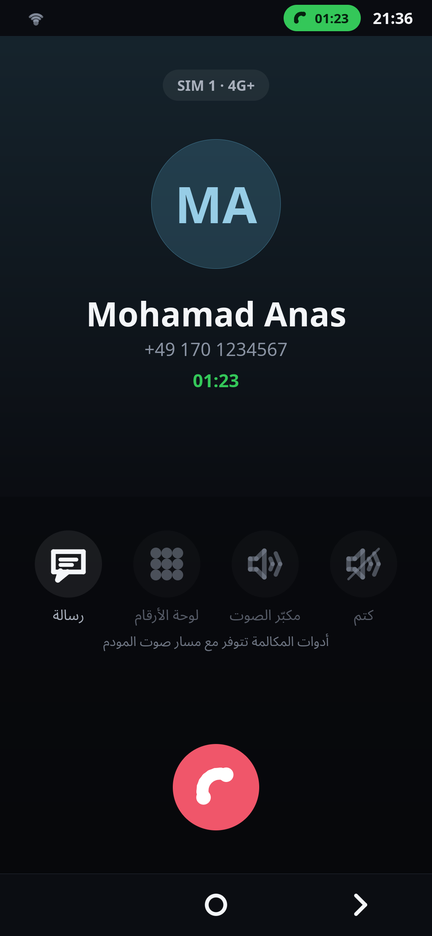 01:23 21:36
SIM 1 · 4G+
MA
Mohamad Anas
+49 170 1234567
01:23
كتم
مكبّر الصوت
لوحة الأرقام
رسالة
أدوات المكالمة تتوفر مع مسار صوت المودم